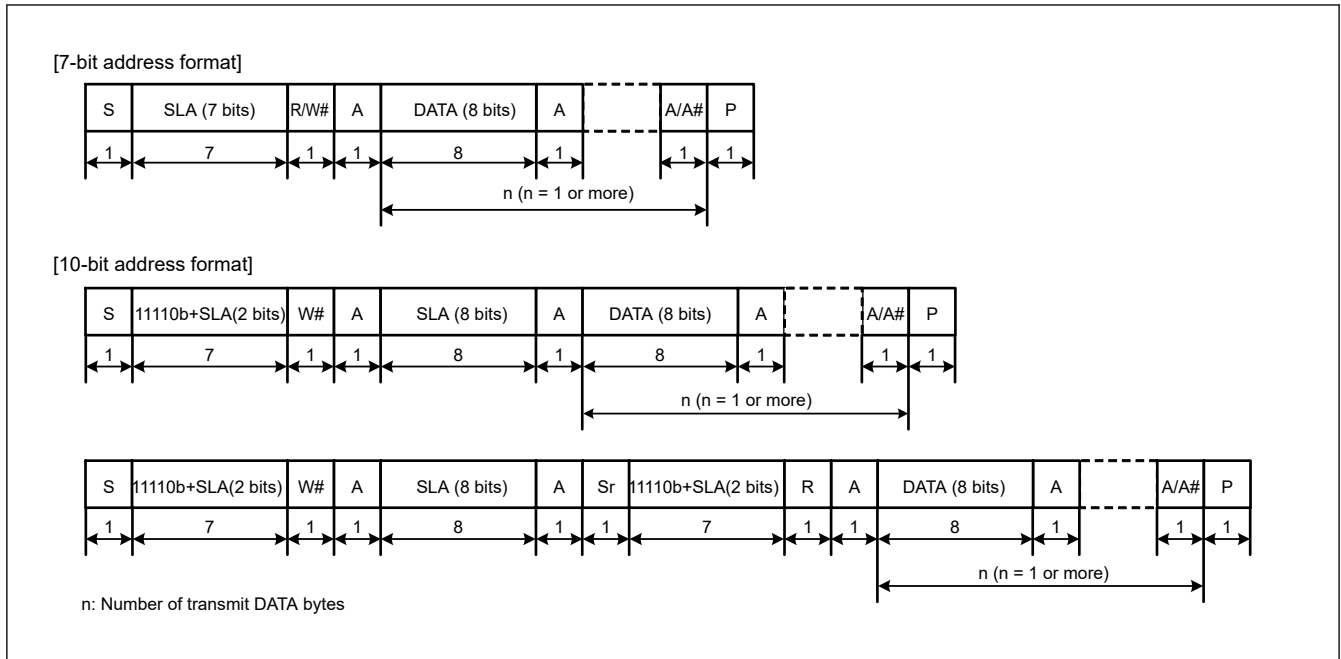 [7-bit address format]
S SLA (7 bits) R/W# A DATA (8 bits) A A/A# P
1 7 1 1 8 1 1 1
n (n = 1 or more)
[10-bit address format]
S 11110b+SLA(2 bits) W# A SLA (8 bits) A DATA (8 bits) A A/A# P
1 7 1 1 8 1 8 1 1 1
n (n = 1 or more)
S 11110b+SLA(2 bits) W# A SLA (8 bits) A Sr 11110b+SLA(2 bits) R A DATA (8 bits) A A/A# P
1 7 1 1 8 1 1 7 1 1 8 1 1 1
n (n = 1 or more)
n: Number of transmit DATA bytes